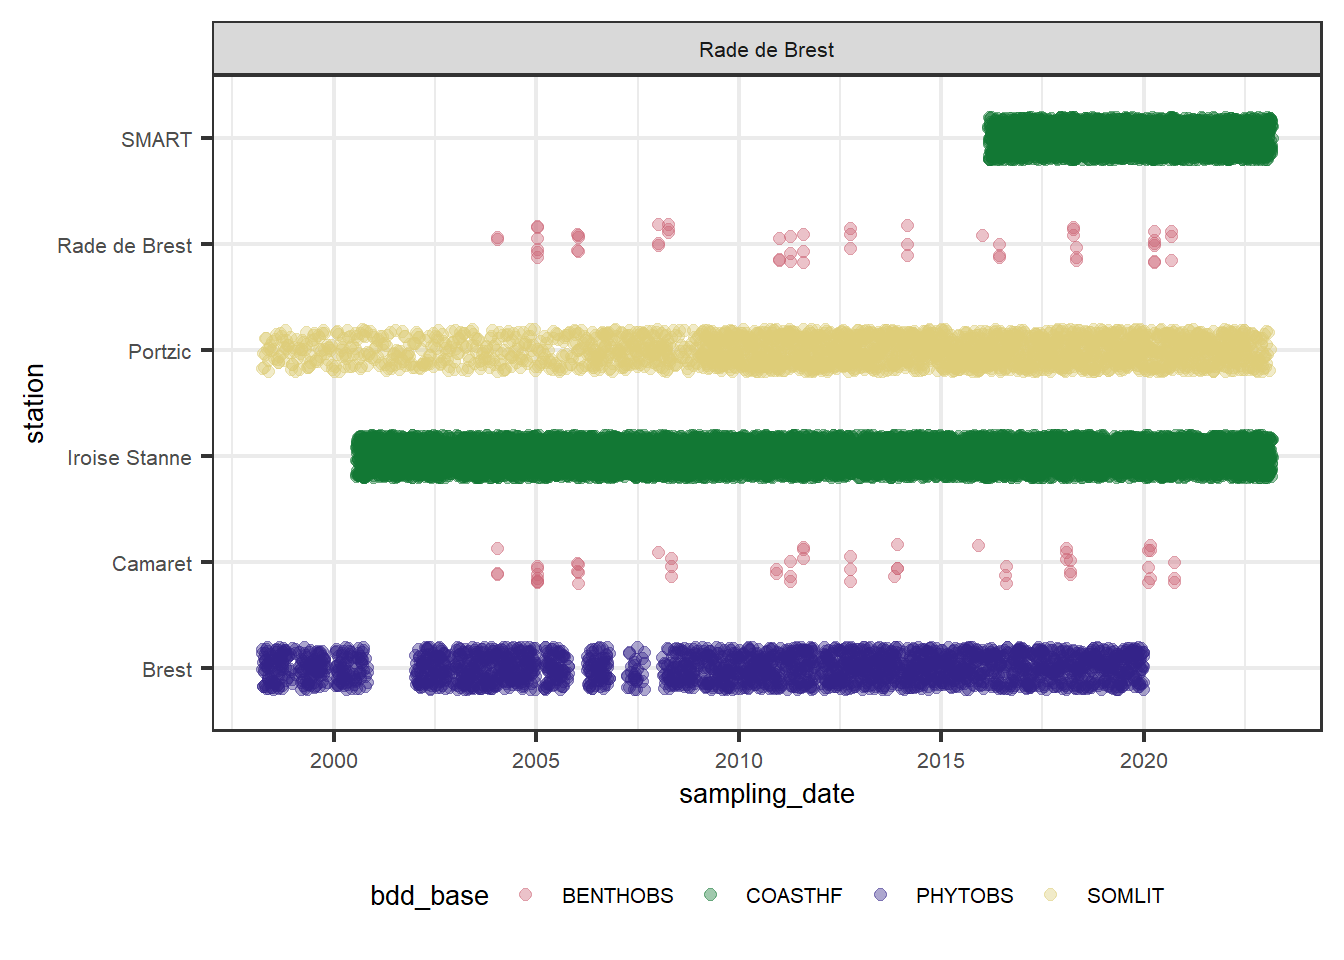 Rade de Brest
SMART
Rade de Brest
Portzic
Iroise Stanne
Camaret
Brest
station
2000 2005 2010 2015 2020
sampling_date
bdd_base BENTHOBS COASTHF PHYTOBS SOMLIT